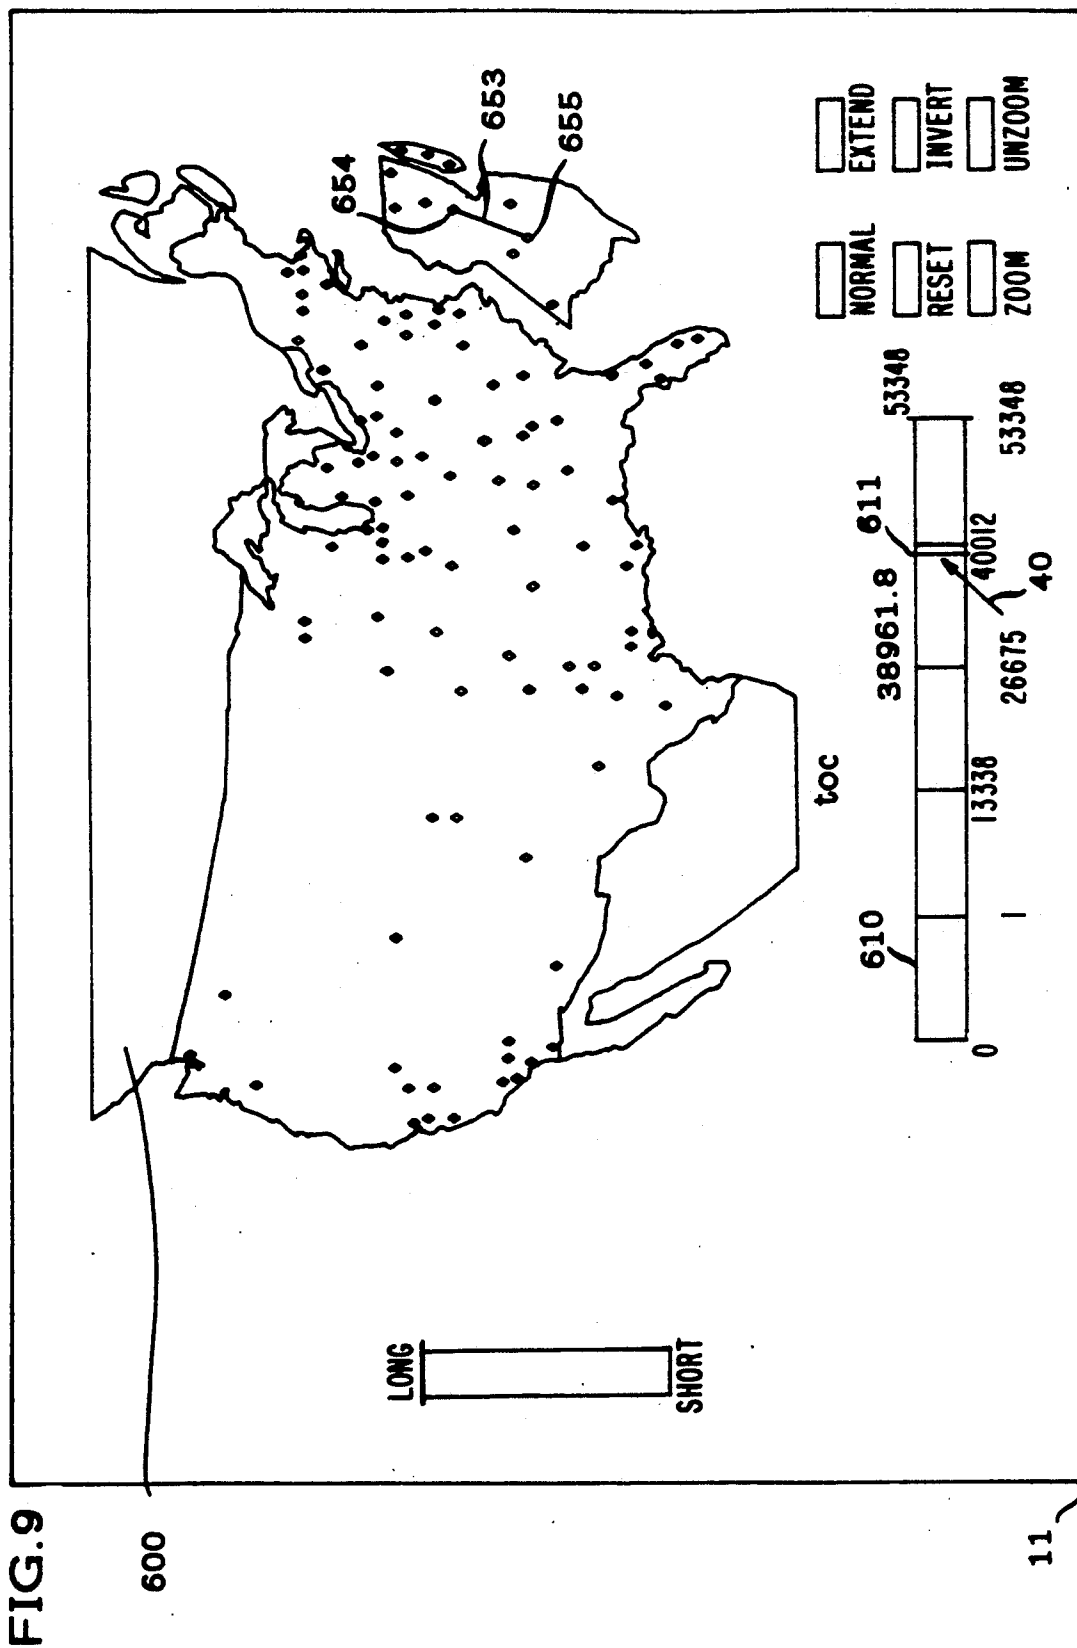 FIG.9
600
11
LONG
SHORT
654
653
655
toc
610
38961.8
611
53348
0
1
13338
26675
40012
53348
40
NORMAL
EXTEND
RESET
INVERT
ZOOM
UNZOOM